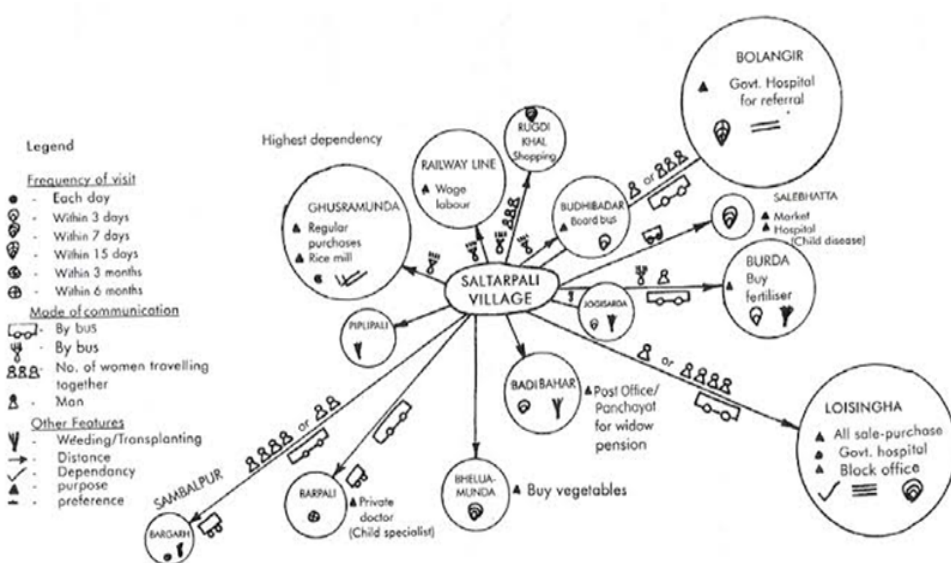 Legend
Frequency of visit
- Each day
- Within 3 days
- Within 7 days
- Within 15 days
- Within 3 months
- Within 6 months
Mode of communication
- By bus
- By bus
- No. of women travelling
together
- Man
Other Features
- Weeding/Transplanting
- Distance
- Dependancy
- purpose
- preference
Highest dependency
GHUSRAMUNDA
Regular
purchases
Rice mill
RAILWAY LINE
Wage
labour
RUGDI
KHAL
Shopping
BUDHIBADAR
Board bus
or
BOLANGIR
Govt. Hospital
for referral
SALEBHATTA
Market
Hospital
(Child disease)
BURDA
Buy
fertiliser
SALTARPALI
VILLAGE
JOGISARDA
PIPLIPALI
BADIBAHAR
Post Office/
Panchayat
for widow
pension
or
LOISINGHA
All sale-purchase
Govt. hospital
Block office
BHELUA-
MUNDA
Buy vegetables
BARPALI
Private
doctor
(Child specialist)
or
SAMBALPUR
BARGARH